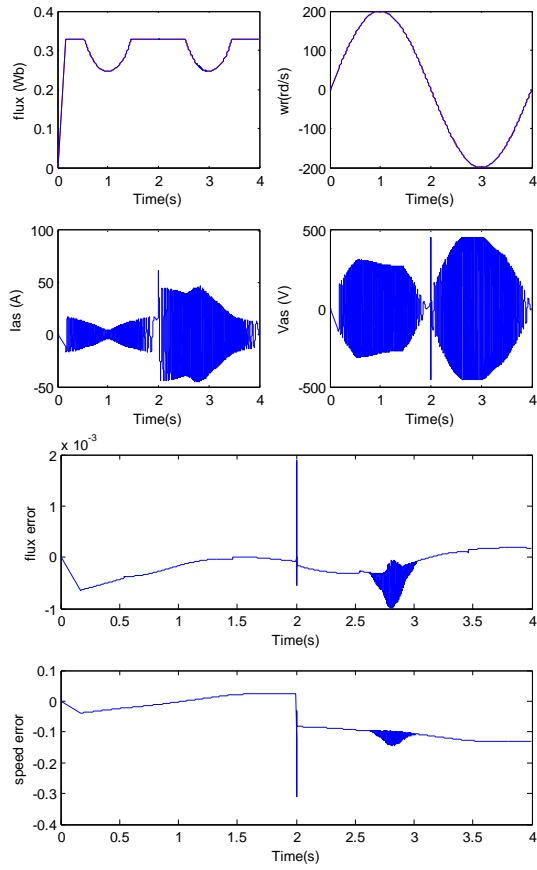 0.4
0.3
0.2
0.1
0
flux (Wb)
0 1 2 3 4
Time(s)
200
100
0
-100
-200
wr(rd/s)
0 1 2 3 4
Time(s)
100
50
0
-50
Ias (A)
0 1 2 3 4
Time(s)
500
0
-500
Vas (V)
0 1 2 3 4
Time(s)
x 10-3
2
1
0
-1
flux error
0 0.5 1 1.5 2 2.5 3 3.5 4
Time(s)
0.1
0
-0.1
-0.2
-0.3
-0.4
speed error
0 0.5 1 1.5 2 2.5 3 3.5 4
Time(s)